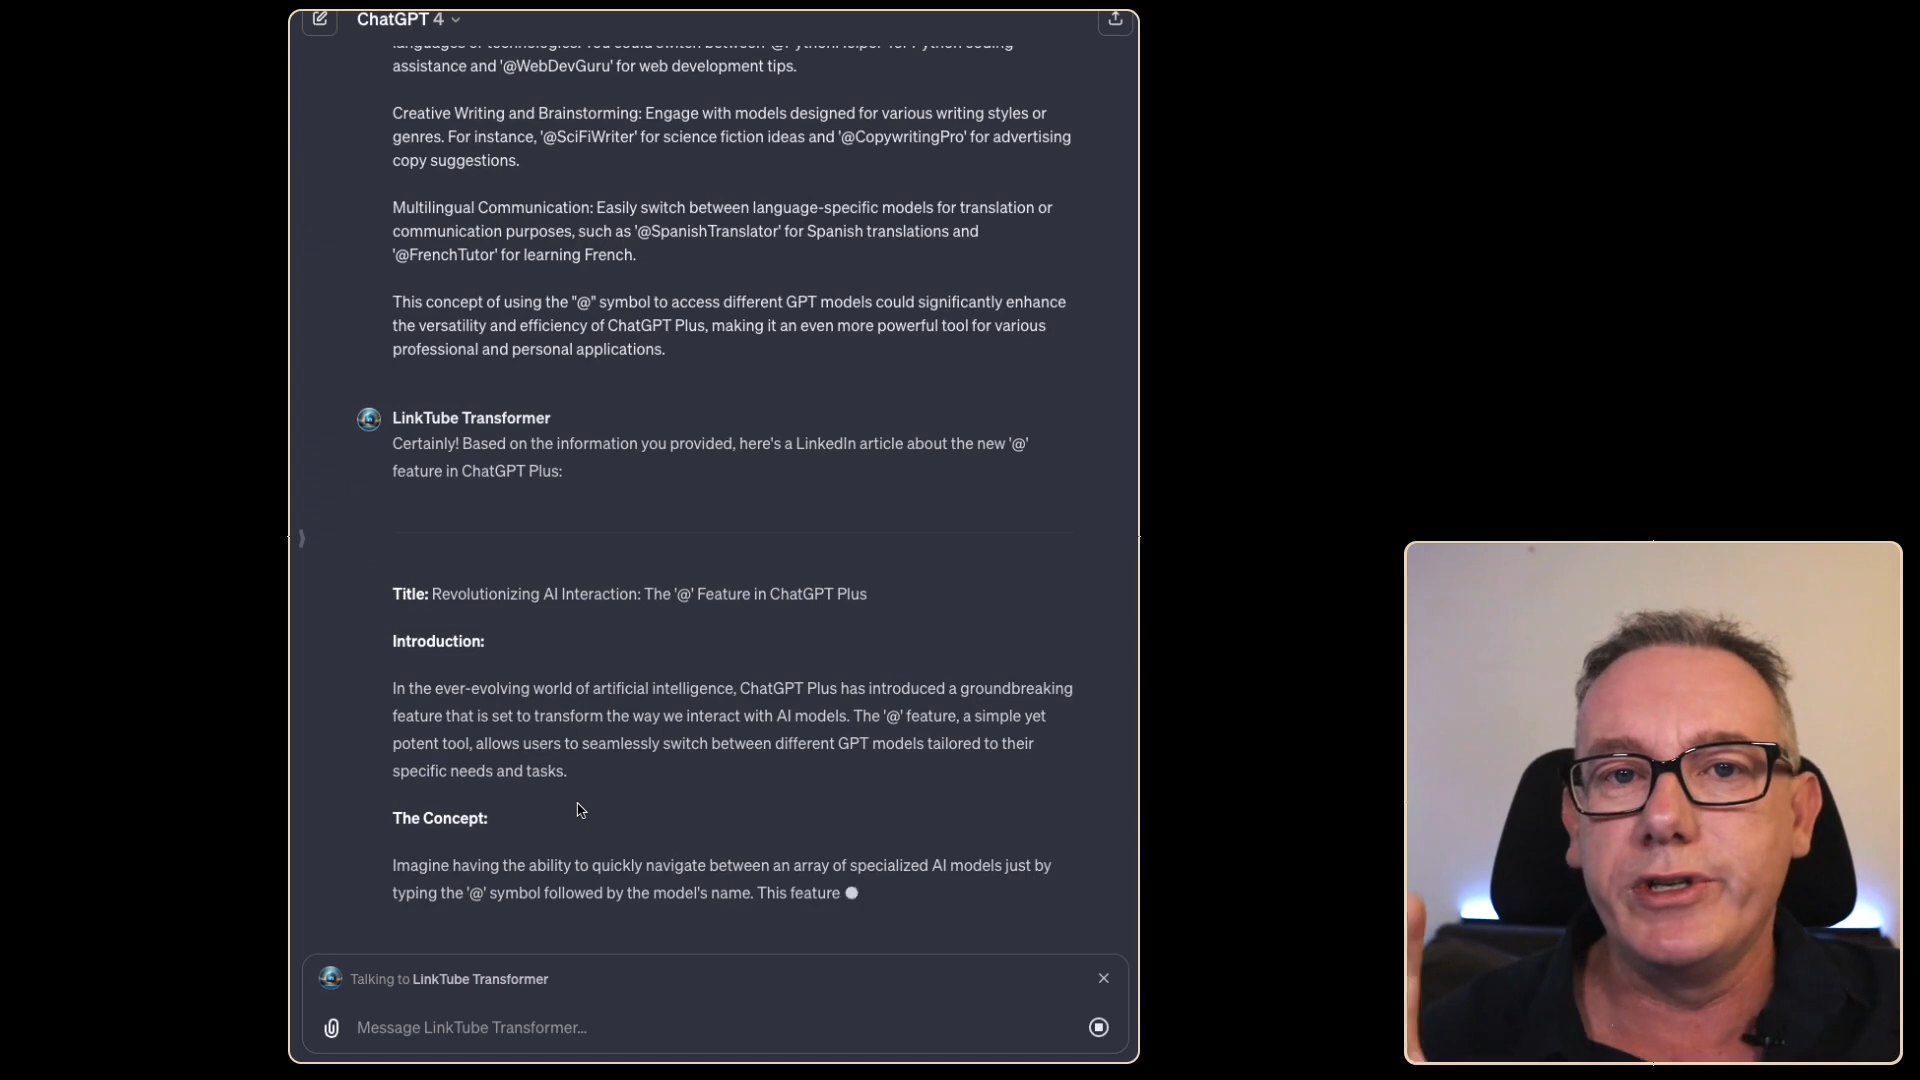 ChatGPT 4
assistance and '@WebDevGuru' for web development tips.
Creative Writing and Brainstorming: Engage with models designed for various writing styles or
genres. For instance, '@SciFiWriter' for science fiction ideas and '@CopywritingPro' for advertising
copy suggestions.
Multilingual Communication: Easily switch between language-specific models for translation or
communication purposes, such as '@SpanishTranslator' for Spanish translations and
'@FrenchTutor' for learning French.
This concept of using the "@" symbol to access different GPT models could significantly enhance
the versatility and efficiency of ChatGPT Plus, making it an even more powerful tool for various
professional and personal applications.
LinkTube Transformer
Certainly! Based on the information you provided, here's a LinkedIn article about the new '@'
feature in ChatGPT Plus:
Title: Revolutionizing AI Interaction: The '@' Feature in ChatGPT Plus
Introduction:
In the ever-evolving world of artificial intelligence, ChatGPT Plus has introduced a groundbreaking
feature that is set to transform the way we interact with AI models. The '@' feature, a simple yet
potent tool, allows users to seamlessly switch between different GPT models tailored to their
specific needs and tasks.
The Concept:
Imagine having the ability to quickly navigate between an array of specialized AI models just by
typing the '@' symbol followed by the model's name. This feature
Talking to LinkTube Transformer
Message LinkTube Transformer...